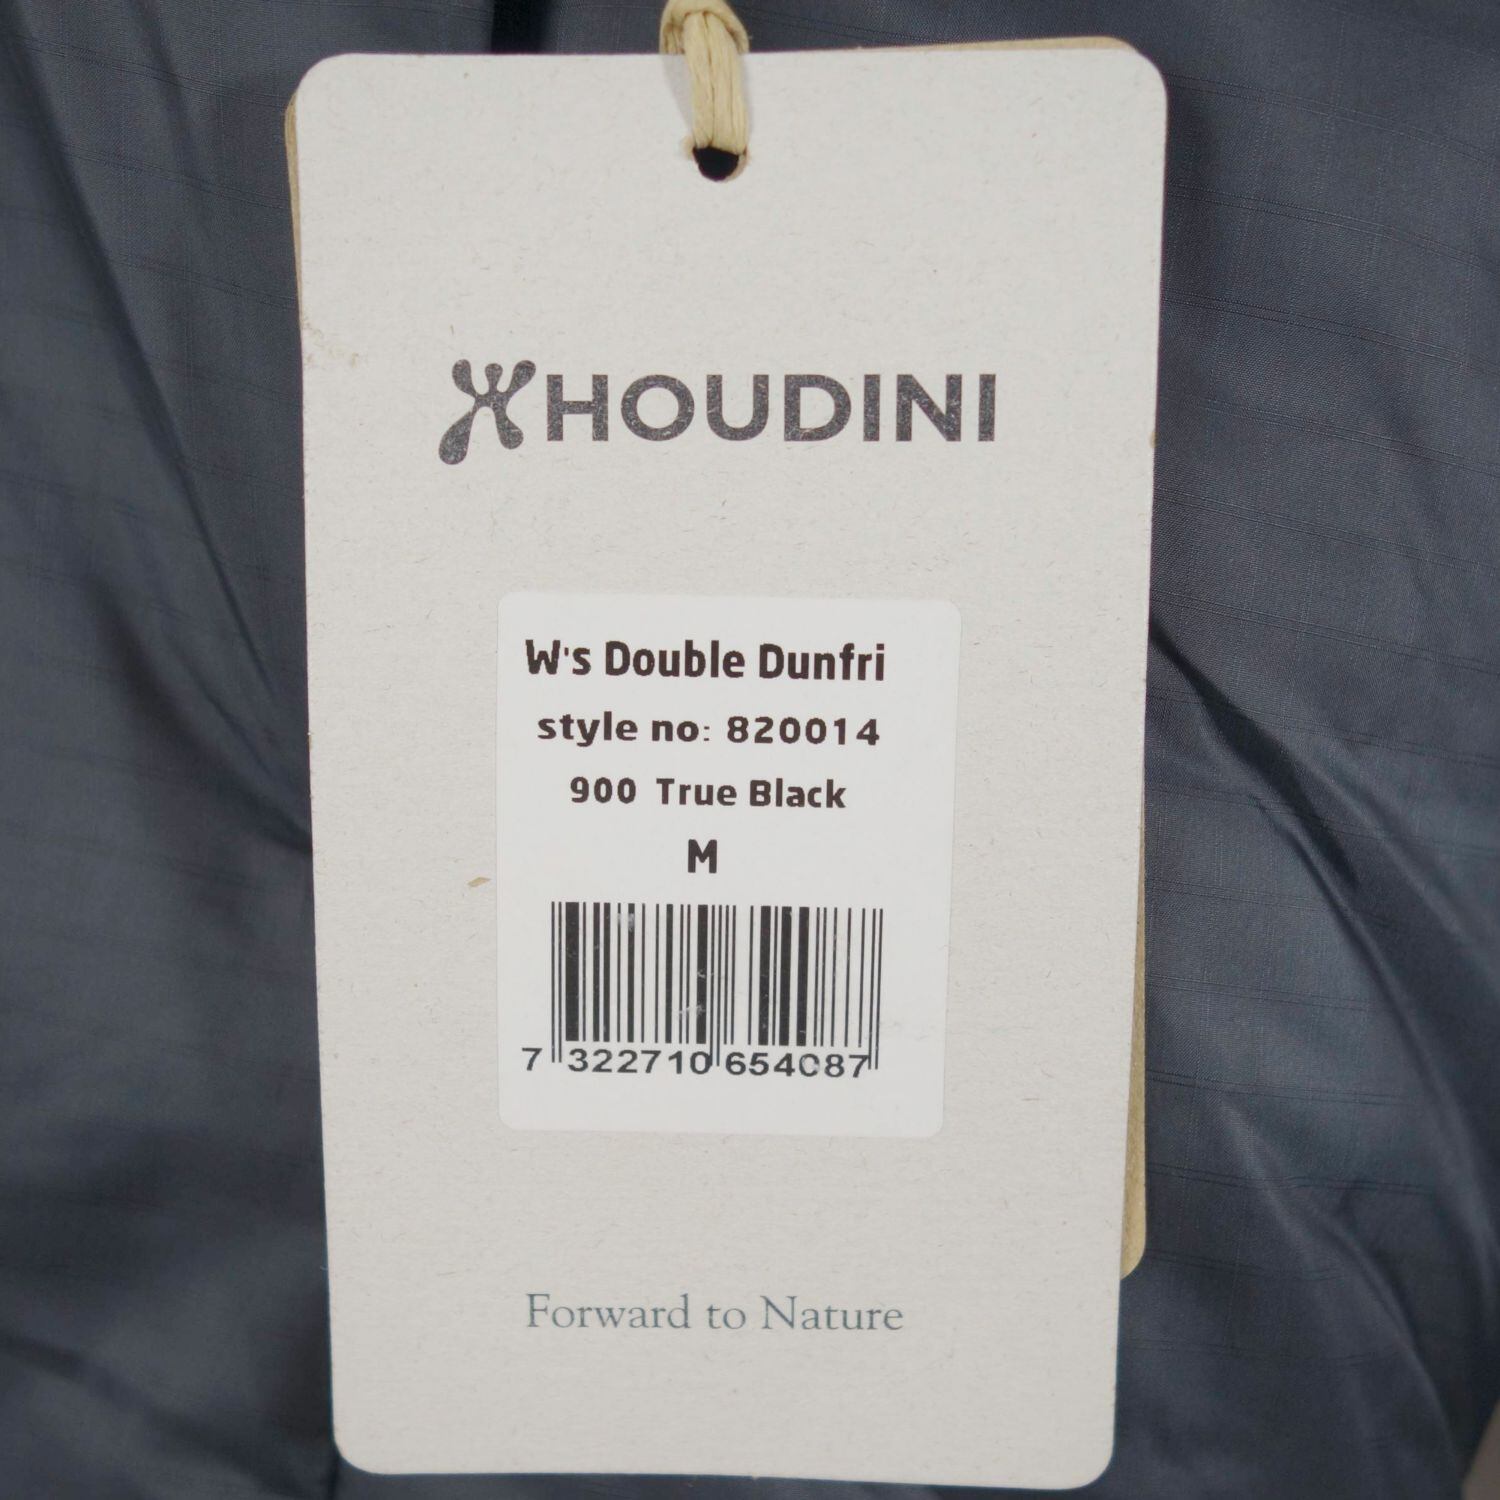 HOUDINI
W's Double Dunfri
style no: 820014
900 True Black
M
7 322710 654087
Forward to Nature